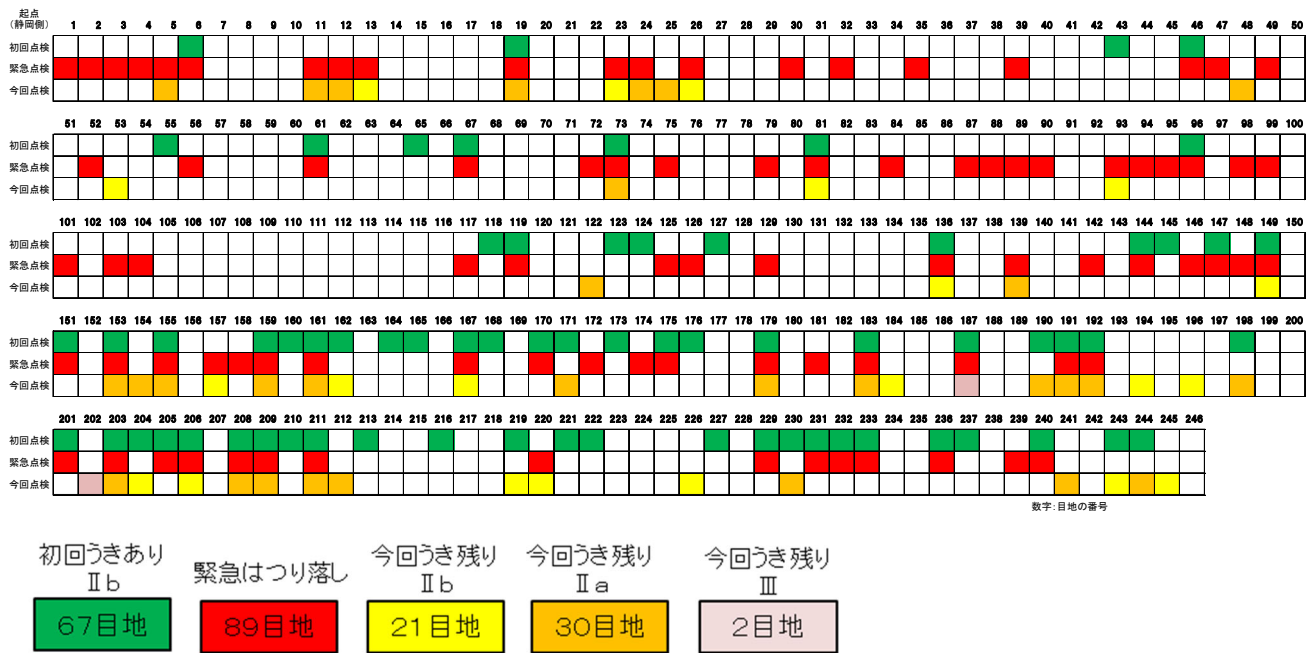 起点
(静岡側) 1 2 3 4 5 6 7 8 9 10 11 12 13 14 15 16 17 18 19 20 21 22 23 24 25 26 27 28 29 30 31 32 33 34 35 36 37 38 39 40 41 42 43 44 45 46 47 48 49 50
初回点検
緊急点検
今回点検
51 52 53 54 55 56 57 58 59 60 61 62 63 64 65 66 67 68 69 70 71 72 73 74 75 76 77 78 79 80 81 82 83 84 85 86 87 88 89 90 91 92 93 94 95 96 97 98 99 100
初回点検
緊急点検
今回点検
101 102 103 104 105 106 107 108 109 110 111 112 113 114 115 116 117 118 119 120 121 122 123 124 125 126 127 128 129 130 131 132 133 134 135 136 137 138 139 140 141 142 143 144 145 146 147 148 149 150
初回点検
緊急点検
今回点検
151 152 153 154 155 156 157 158 159 160 161 162 163 164 165 166 167 168 169 170 171 172 173 174 175 176 177 178 179 180 181 182 183 184 185 186 187 188 189 190 191 192 193 194 195 196 197 198 199 200
初回点検
緊急点検
今回点検
201 202 203 204 205 206 207 208 209 210 211 212 213 214 215 216 217 218 219 220 221 222 223 224 225 226 227 228 229 230 231 232 233 234 235 236 237 238 239 240 241 242 243 244 245 246
初回点検
緊急点検
今回点検
数字:目地の番号
初回うきあり
Ⅱb
67目地
緊急はつり落し
89目地
今回うき残り
Ⅱb
21目地
今回うき残り
Ⅱa
30目地
今回うき残り
Ⅲ
2目地